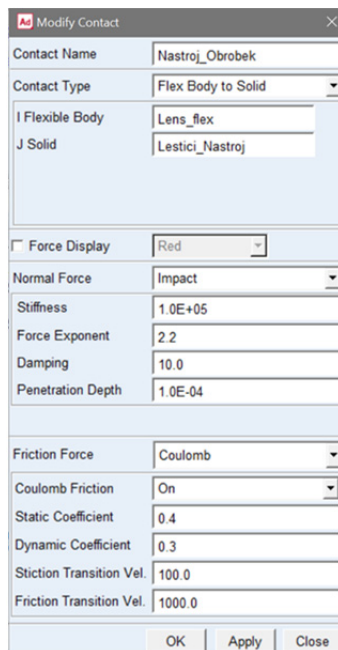 Ad Modify Contact
Contact Name Nastroj_Obrobek
Contact Type Flex Body to Solid
I Flexible Body Lens_flex
J Solid Lestici_Nastroj
Force Display Red
Normal Force Impact
Stiffness 1.0E+05
Force Exponent 2.2
Damping 10.0
Penetration Depth 1.0E-04
Friction Force Coulomb
Coulomb Friction On
Static Coefficient 0.4
Dynamic Coefficient 0.3
Stiction Transition Vel. 100.0
Friction Transition Vel. 1000.0
OK Apply Close